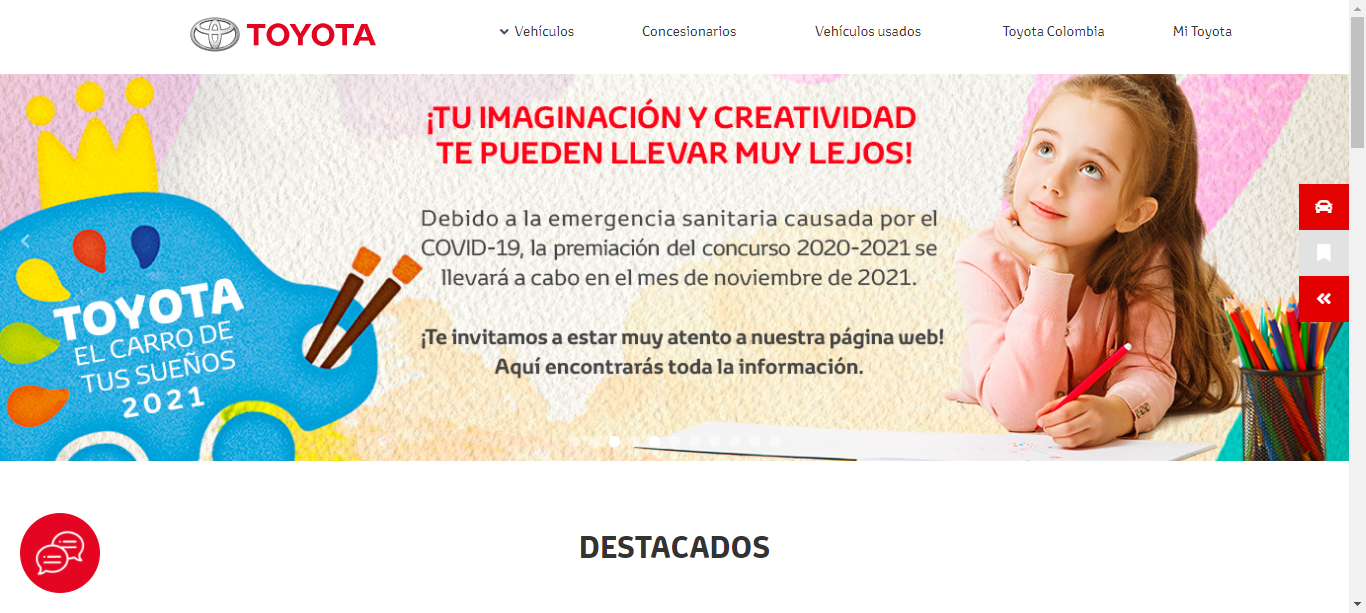 TOYOTA
Vehículos
Concesionarios
Vehículos usados
Toyota Colombia
Mi Toyota
¡TU IMAGINACIÓN Y CREATIVIDAD
TE PUEDEN LLEVAR MUY LEJOS!
Debido a la emergencia sanitaria causada por el
COVID-19, la premiación del concurso 2020-2021 se
llevará a cabo en el mes de noviembre de 2021.
¡Te invitamos a estar muy atento a nuestra página web!
Aquí encontrarás toda la información.
TOYOTA
EL CARRO DE
TUS SUEÑOS
2021
DESTACADOS